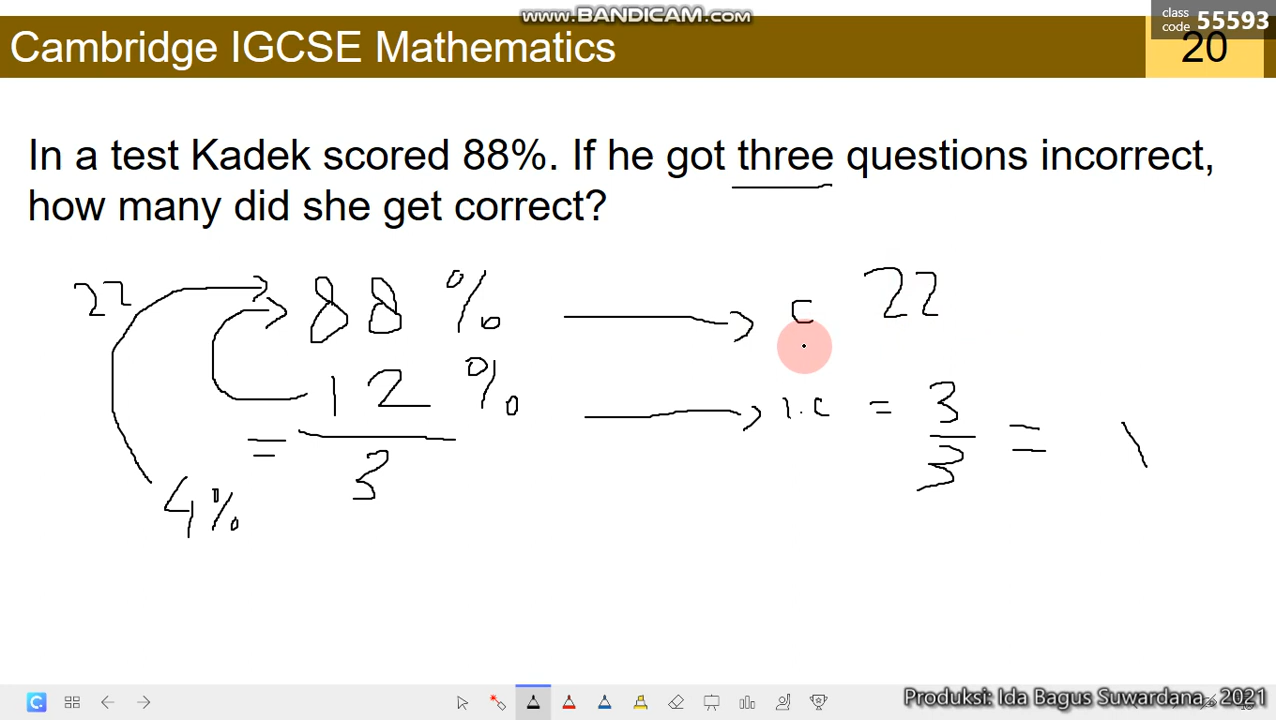 www.BANDICAM.com
class code 55593
Cambridge IGCSE Mathematics
20
In a test Kadek scored 88%. If he got three questions incorrect,
how many did she get correct?
22 88 % c 22
12 % 1.c = 3
= 3 3 = \
4%
Produksi: Ida Bagus Suwardana, 2021